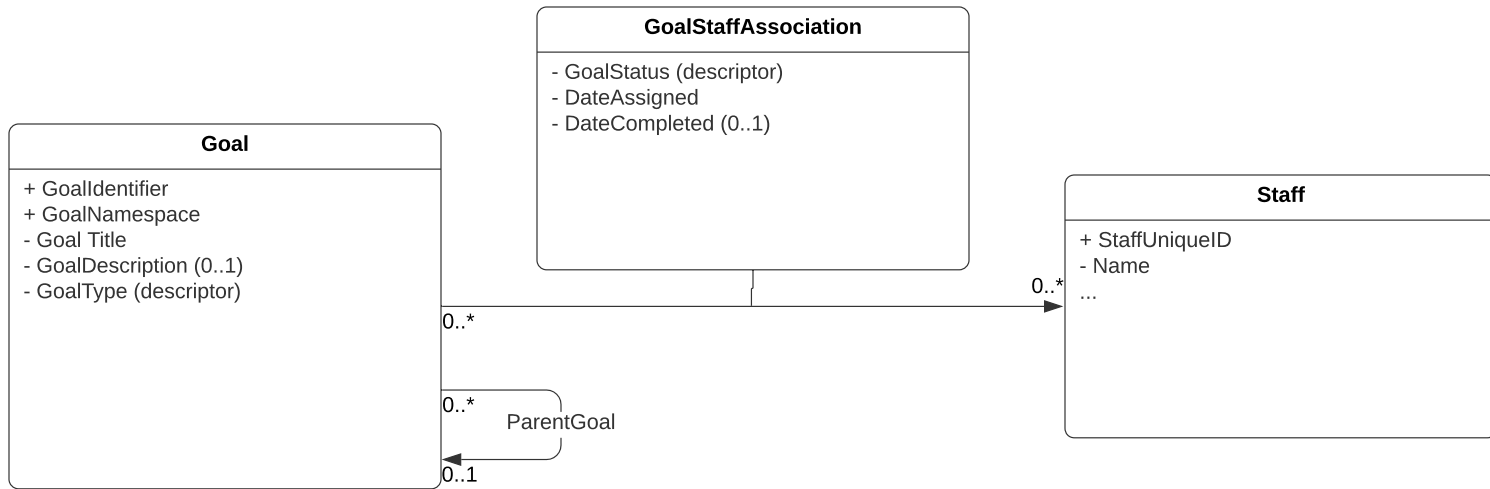 GoalStaffAssociation
- GoalStatus (descriptor)
- DateAssigned
- DateCompleted (0..1)
Goal
+ GoalIdentifier
+ GoalNamespace
- Goal Title
- GoalDescription (0..1)
- GoalType (descriptor)
Staff
+ StaffUniqueID
- Name
...
0..*
0..*
0..*
ParentGoal
0..1